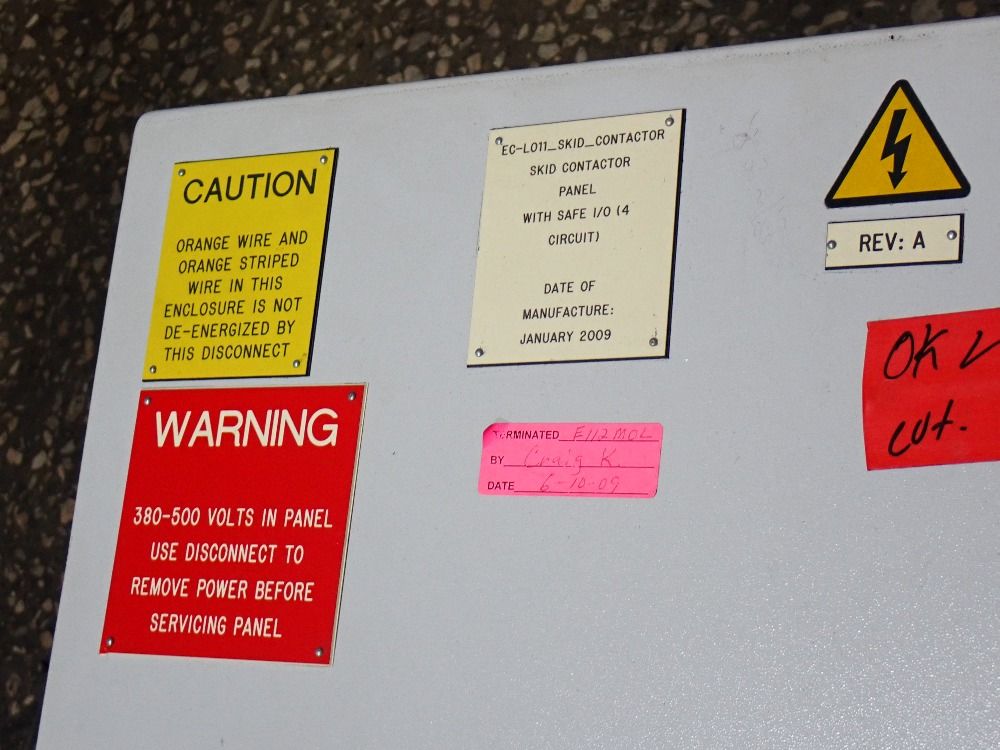 CAUTION
ORANGE WIRE AND
ORANGE STRIPED
WIRE IN THIS
ENCLOSURE IS NOT
DE-ENERGIZED BY
THIS DISCONNECT
WARNING
380-500 VOLTS IN PANEL
USE DISCONNECT TO
REMOVE POWER BEFORE
SERVICING PANEL
EC-L011_SKID_CONTACTOR
SKID CONTACTOR
PANEL
WITH SAFE I/O (4
CIRCUIT)
DATE OF
MANUFACTURE:
JANUARY 2009
TERMINATED E112MOL
BY Craig K.
DATE 6-10-09
REV: A
OK
cut.